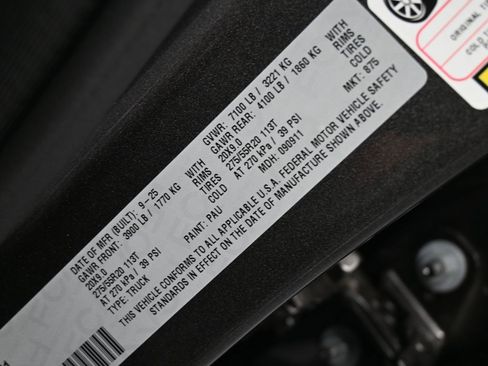 DATE OF MFR (BUILT): 9-25 GVWR: 7100 LB / 3221 KG
GAWR FRONT: 3900 LB / 1770 KG WITH GAWR REAR: 4100 LB / 1860 KG WITH
20X9.0 RIMS 20X9.0 RIMS
275/55R20 113T TIRES 275/55R20 113T TIRES
AT 270 kPa / 39 PSI COLD AT 270 kPa / 39 PSI COLD
TYPE: TRUCK PAINT: PAU MDH: 090911 MKT: 875
THIS VEHICLE CONFORMS TO ALL APPLICABLE U.S.A. FEDERAL MOTOR VEHICLE SAFETY
STANDARDS IN EFFECT ON THE DATE OF MANUFACTURE SHOWN ABOVE.
ORIGINAL
COLD